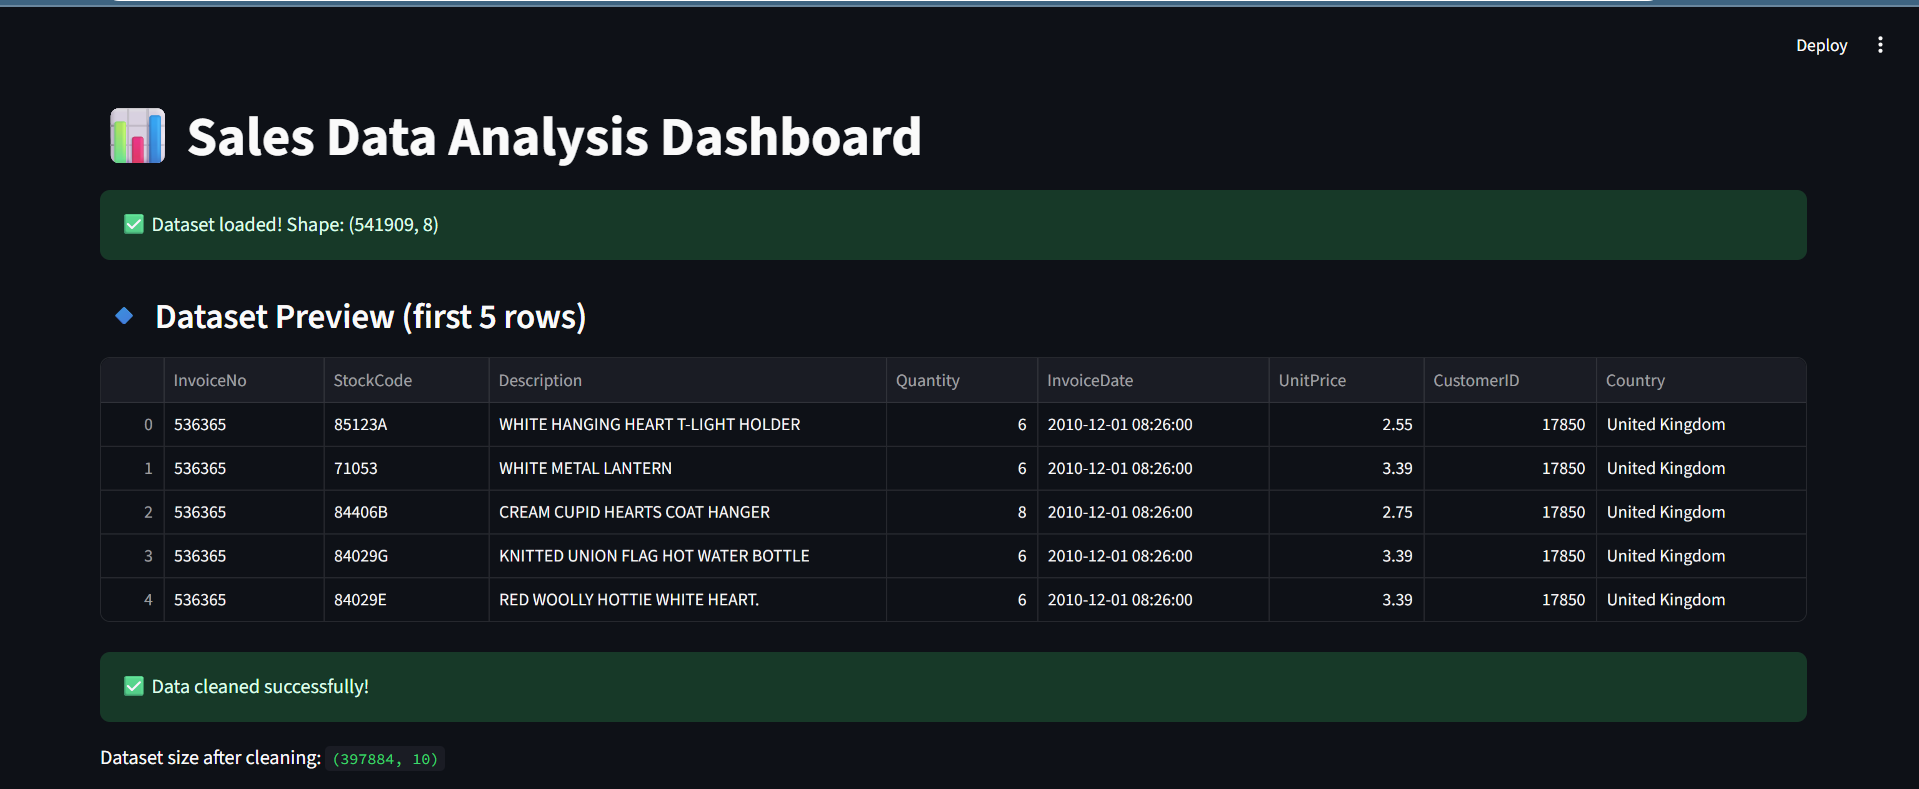 Deploy
Sales Data Analysis Dashboard
Dataset loaded! Shape: (541909, 8)
Dataset Preview (first 5 rows)
InvoiceNo StockCode Description Quantity InvoiceDate UnitPrice CustomerID Country
0 536365 85123A WHITE HANGING HEART T-LIGHT HOLDER 6 2010-12-01 08:26:00 2.55 17850 United Kingdom
1 536365 71053 WHITE METAL LANTERN 6 2010-12-01 08:26:00 3.39 17850 United Kingdom
2 536365 84406B CREAM CUPID HEARTS COAT HANGER 8 2010-12-01 08:26:00 2.75 17850 United Kingdom
3 536365 84029G KNITTED UNION FLAG HOT WATER BOTTLE 6 2010-12-01 08:26:00 3.39 17850 United Kingdom
4 536365 84029E RED WOOLLY HOTTIE WHITE HEART. 6 2010-12-01 08:26:00 3.39 17850 United Kingdom
Data cleaned successfully!
Dataset size after cleaning: (397884, 10)